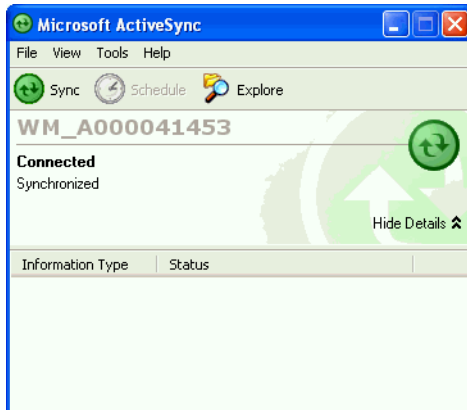 Microsoft ActiveSync
File View Tools Help
Sync Schedule Explore
WM_A000041453
Connected
Synchronized
Hide Details
Information Type Status